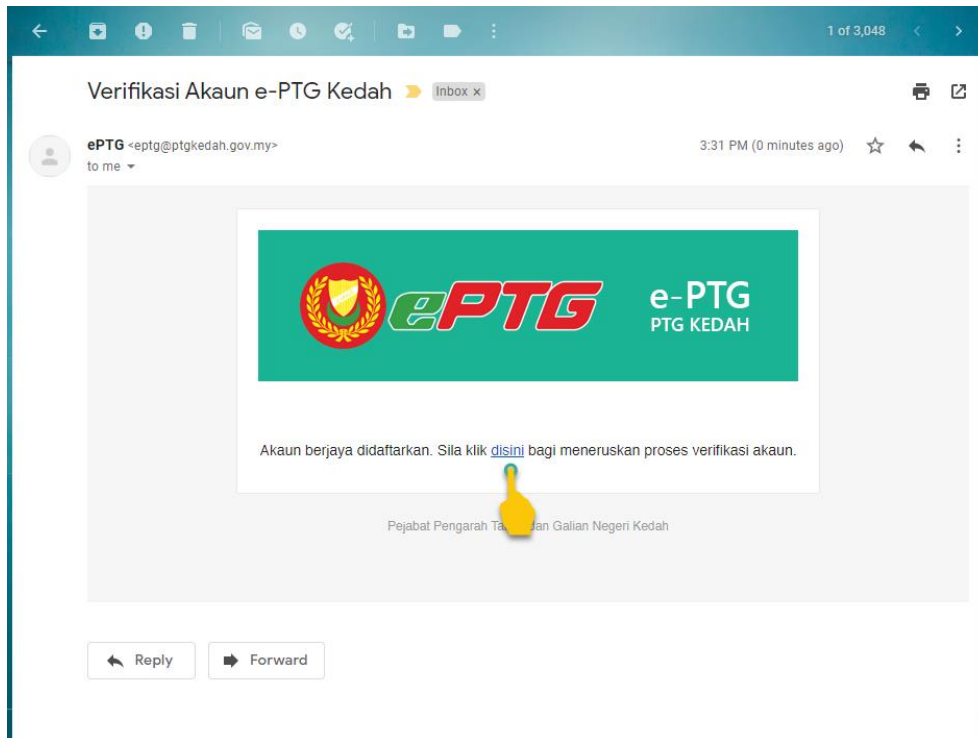 1 of 3,048
Verifikasi Akaun e-PTG Kedah Inbox x
ePTG <eptg@ptgkedah.gov.my> 3:31 PM (0 minutes ago)
to me
ePTG e-PTG
PTG KEDAH
Akaun berjaya didaftarkan. Sila klik disini bagi meneruskan proses verifikasi akaun.
Pejabat Pengarah dan Galian Negeri Kedah
Reply Forward